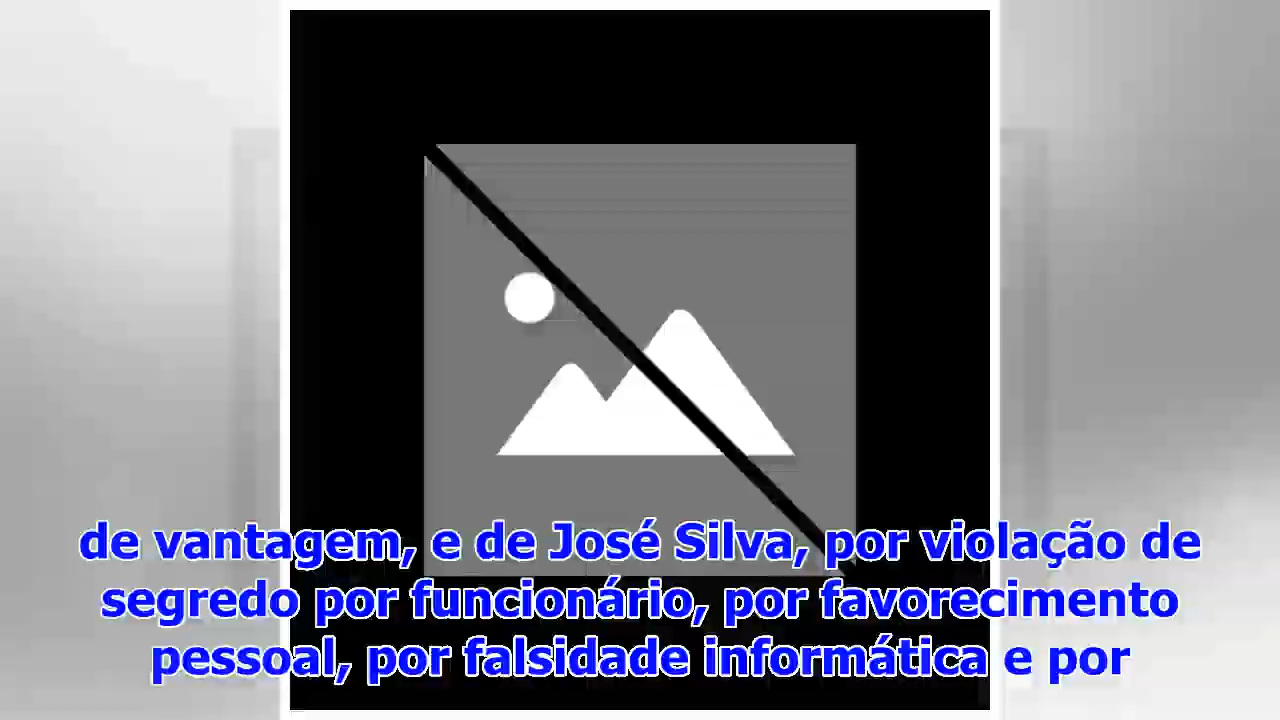 de vantagem, e de José Silva, por violação de
segredo por funcionário, por favorecimento
pessoal, por falsidade informática e por